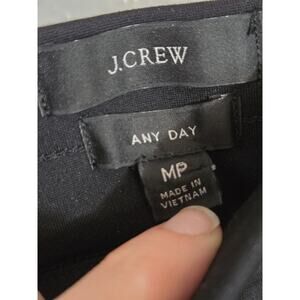 J.CREW
ANY DAY
MP
MADE IN
VIETNAM